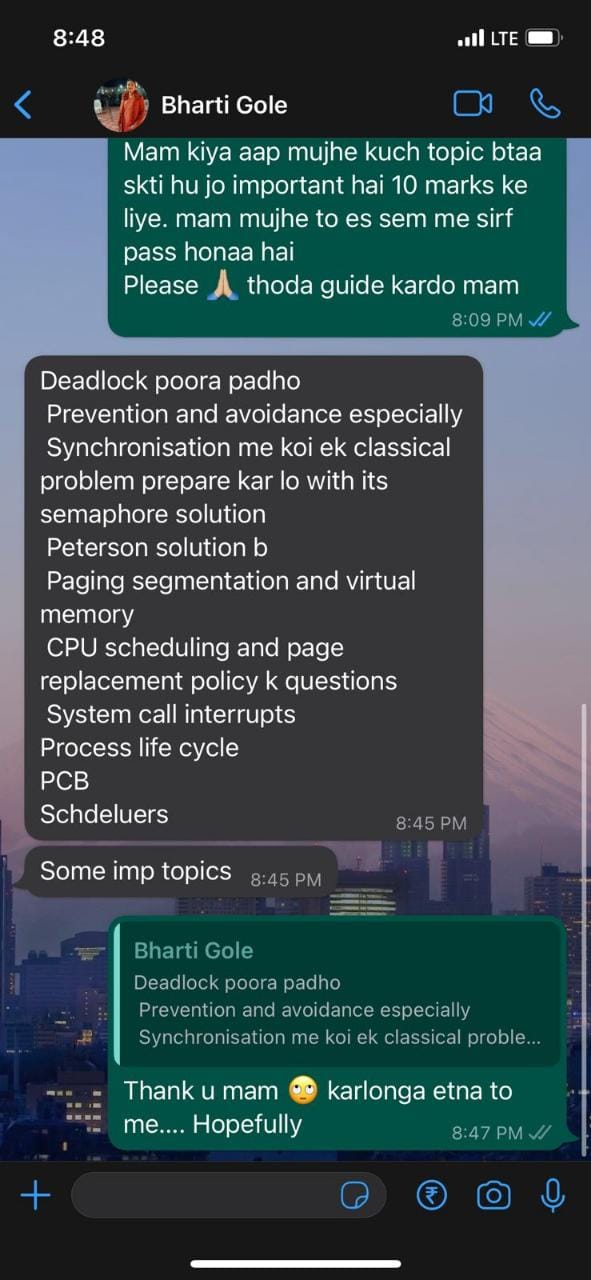 8:48
LTE
Bharti Gole
Mam kiya aap mujhe kuch topic btaa
skti hu jo important hai 10 marks ke
liye. mam mujhe to es sem me sirf
pass honaa hai
Please 🙏 thoda guide kardo mam
8:09 PM
Deadlock poora padho
Prevention and avoidance especially
Synchronisation me koi ek classical
problem prepare kar lo with its
semaphore solution
Peterson solution b
Paging segmentation and virtual
memory
CPU scheduling and page
replacement policy k questions
System call interrupts
Process life cycle
PCB
Schdeluers
8:45 PM
Some imp topics
8:45 PM
Bharti Gole
Deadlock poora padho
Prevention and avoidance especially
Synchronisation me koi ek classical proble...
Thank u mam 🙄 karlonga etna to
me.... Hopefully
8:47 PM